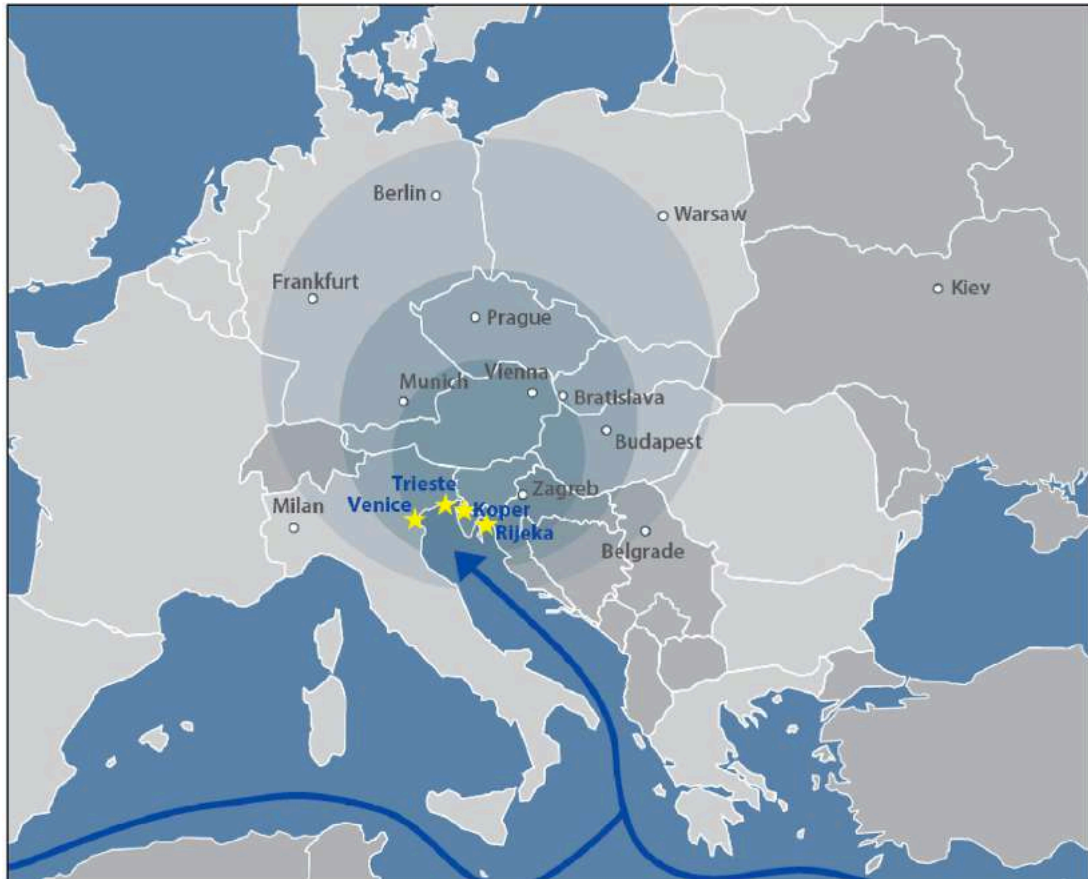 Berlin
Warsaw
Frankfurt
Kiev
Prague
Vienna
Munich
Bratislava
Budapest
Trieste
Zagreb
Venice
Milan
Koper
Rijeka
Belgrade